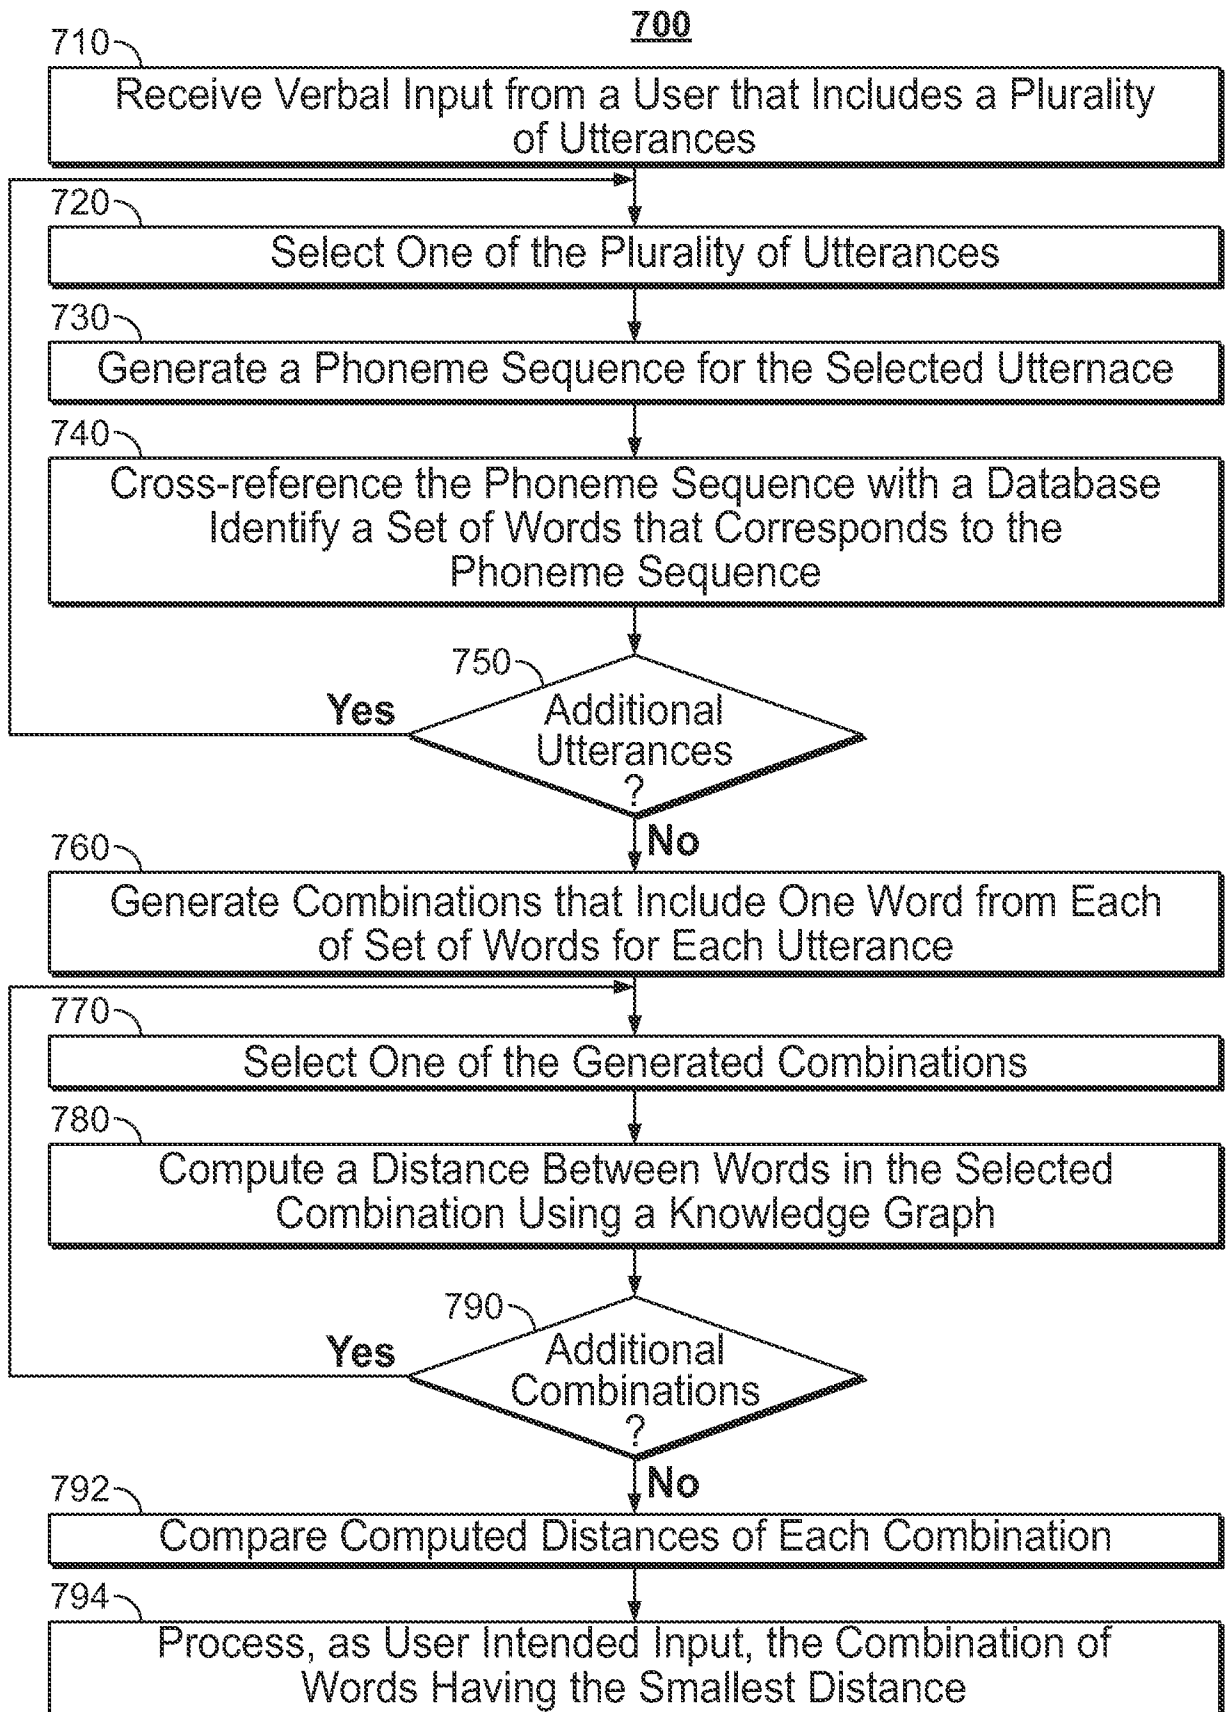 700
710
Receive Verbal Input from a User that Includes a Plurality
of Utterances
720
Select One of the Plurality of Utterances
730
Generate a Phoneme Sequence for the Selected Utternace
740
Cross-reference the Phoneme Sequence with a Database
Identify a Set of Words that Corresponds to the
Phoneme Sequence
750
Yes
Additional
Utterances
?
No
760
Generate Combinations that Include One Word from Each
of Set of Words for Each Utterance
770
Select One of the Generated Combinations
780
Compute a Distance Between Words in the Selected
Combination Using a Knowledge Graph
790
Yes
Additional
Combinations
?
No
792
Compare Computed Distances of Each Combination
794
Process, as User Intended Input, the Combination of
Words Having the Smallest Distance